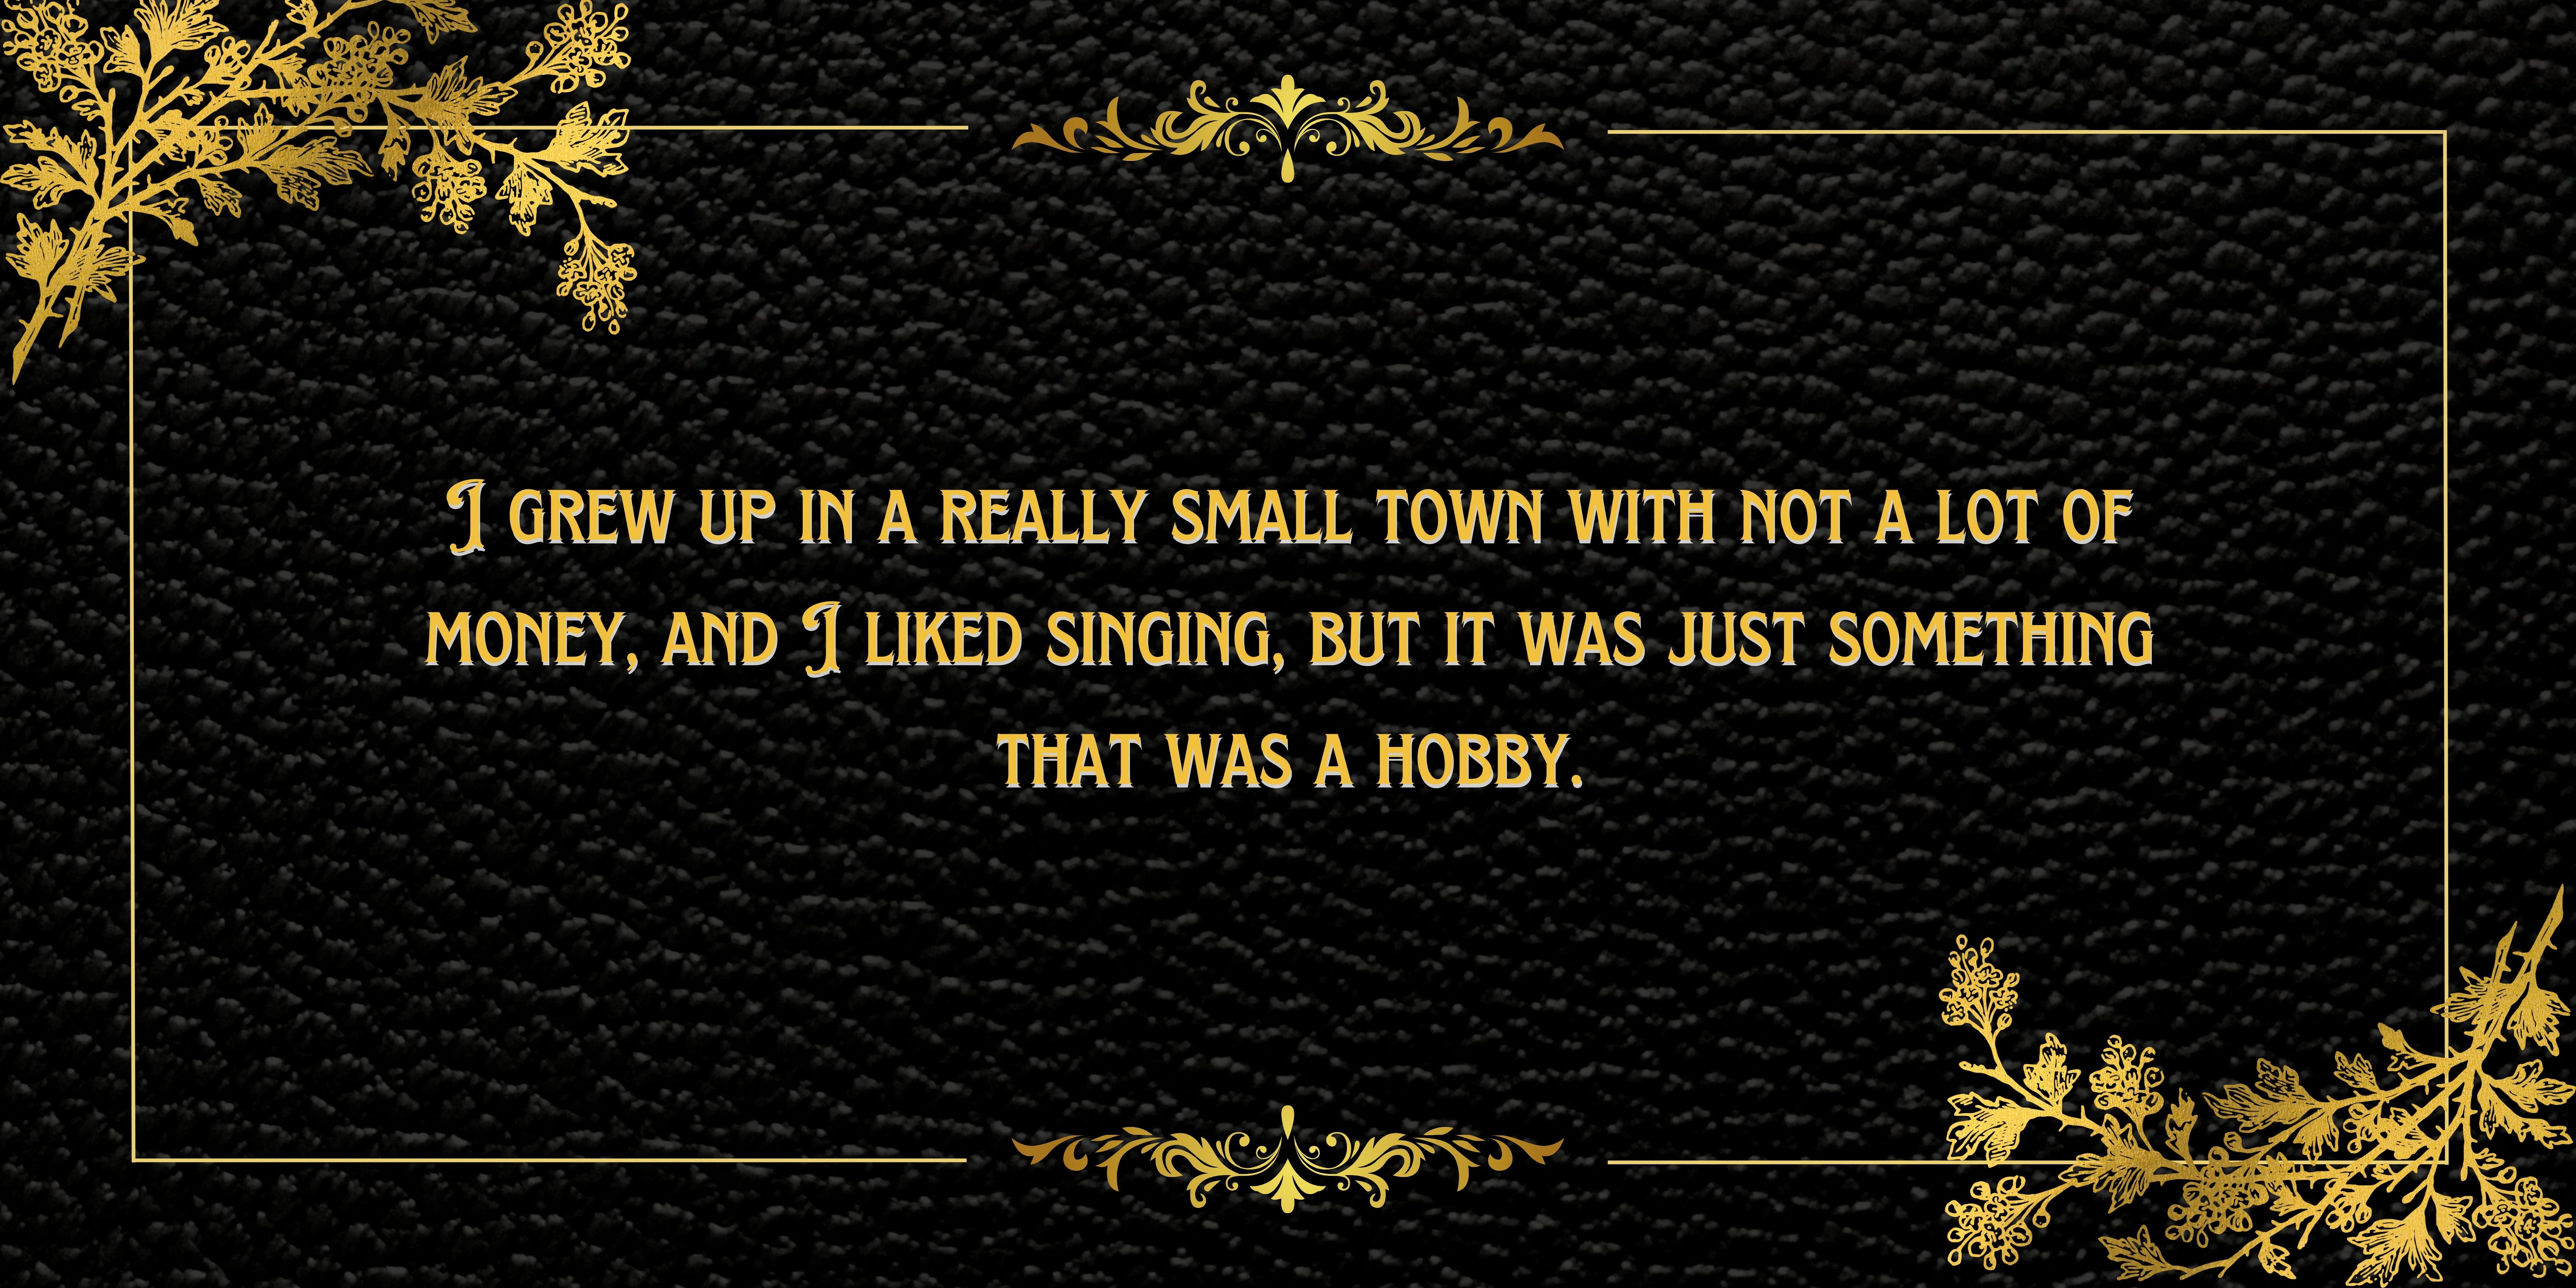 I grew up in a really small town with not a lot of
money, and I liked singing, but it was just something
that was a hobby.